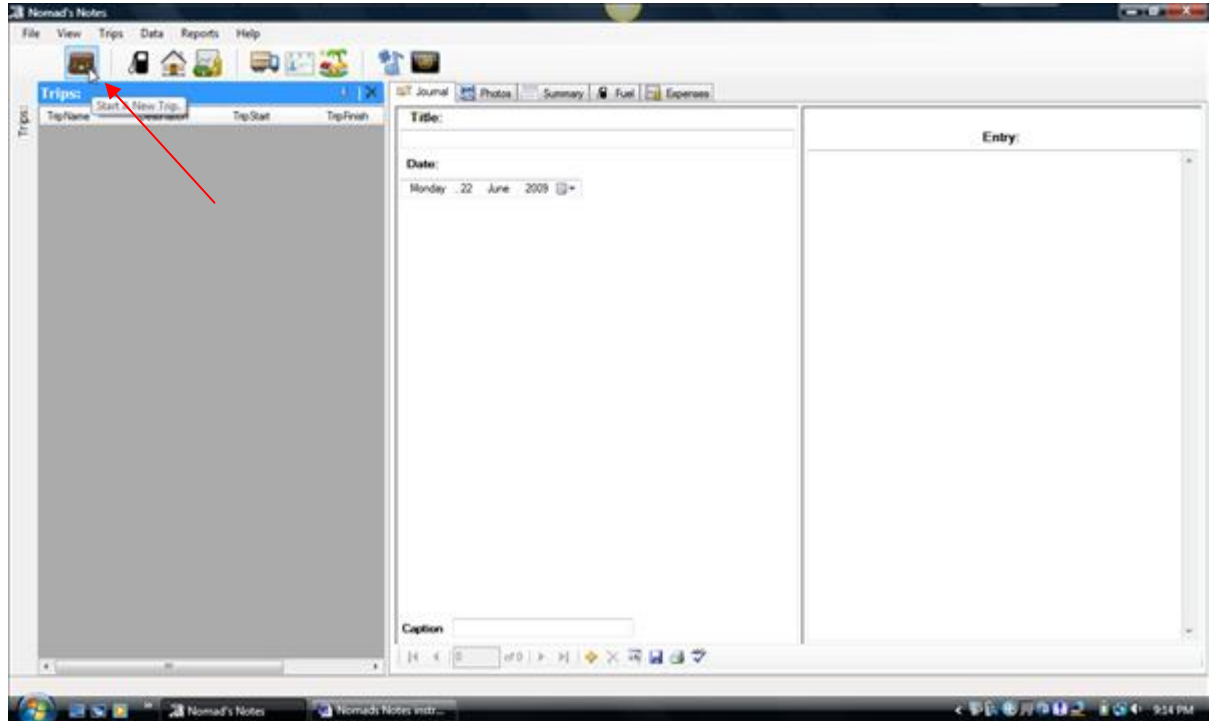 Nomad's Notes
File View Trips Data Reports Help
Trips:
Start A New Trip.
TripName TripStart TripFinish
Trips:
Journal Photos Summary Fuel Expenses
Title:
Date:
Monday , 22 June 2009
Entry:
Caption
0 of 0
Nomad's Notes
Nomads Notes instr...
9:14 PM